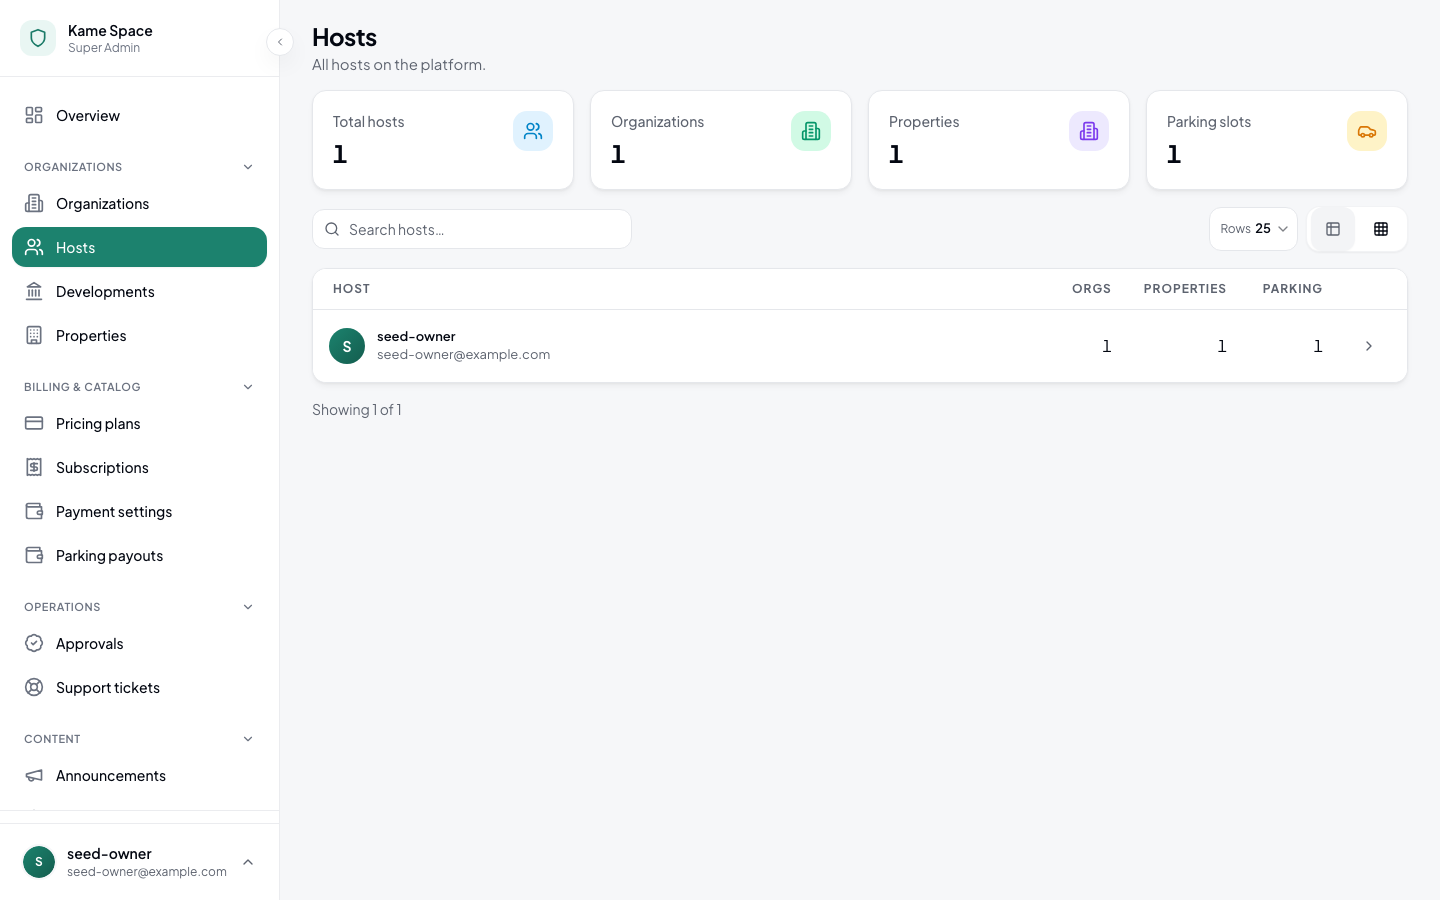 Kame Space
Super Admin
Overview
ORGANIZATIONS
Organizations
Hosts
Developments
Properties
BILLING & CATALOG
Pricing plans
Subscriptions
Payment settings
Parking payouts
OPERATIONS
Approvals
Support tickets
CONTENT
Announcements
S
seed-owner
seed-owner@example.com
Hosts
All hosts on the platform.
Total hosts
1
Organizations
1
Properties
1
Parking slots
1
Search hosts…
Rows 25
HOST ORGS PROPERTIES PARKING
S
seed-owner
seed-owner@example.com
1 1 1
Showing 1 of 1